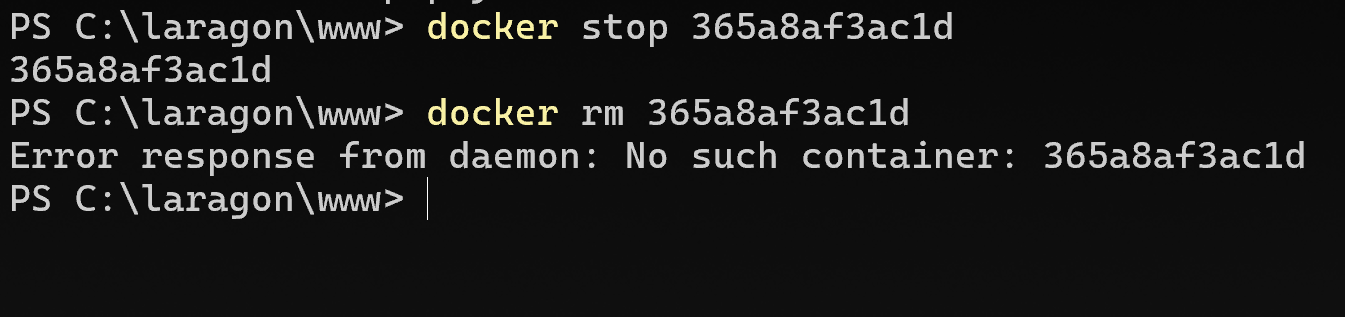 PS C:\laragon\www> docker stop 365a8af3ac1d
365a8af3ac1d
PS C:\laragon\www> docker rm 365a8af3ac1d
Error response from daemon: No such container: 365a8af3ac1d
PS C:\laragon\www>